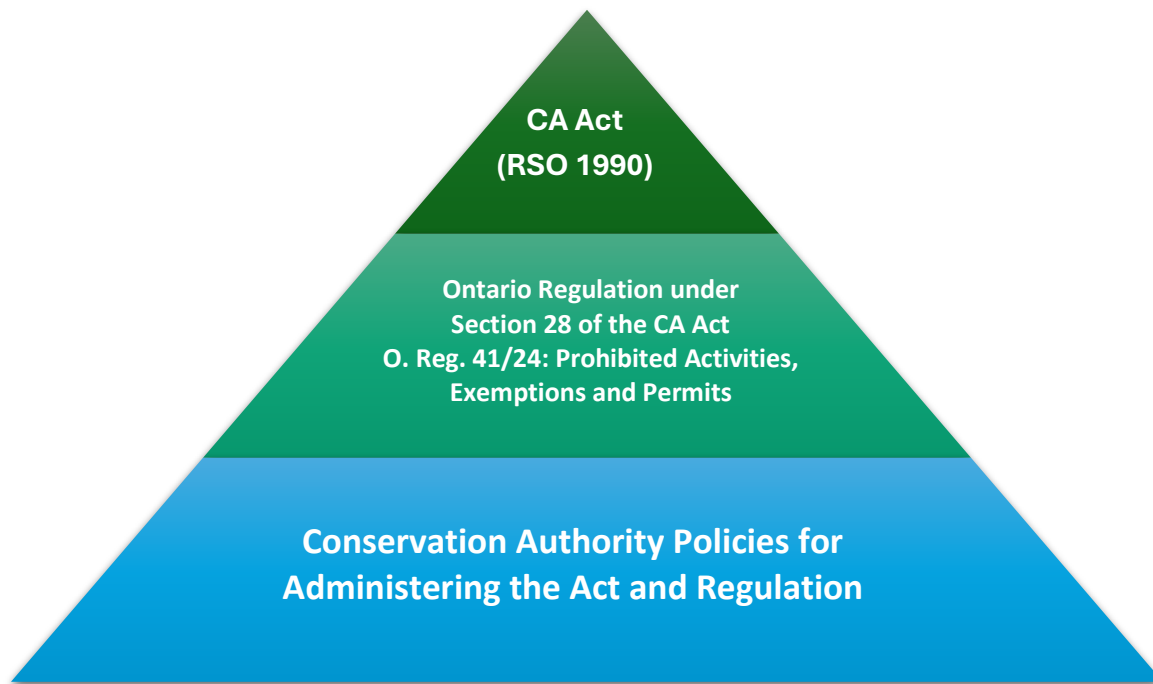 CA Act
(RSO 1990)
Ontario Regulation under
Section 28 of the CA Act
O. Reg. 41/24: Prohibited Activities,
Exemptions and Permits
Conservation Authority Policies for
Administering the Act and Regulation